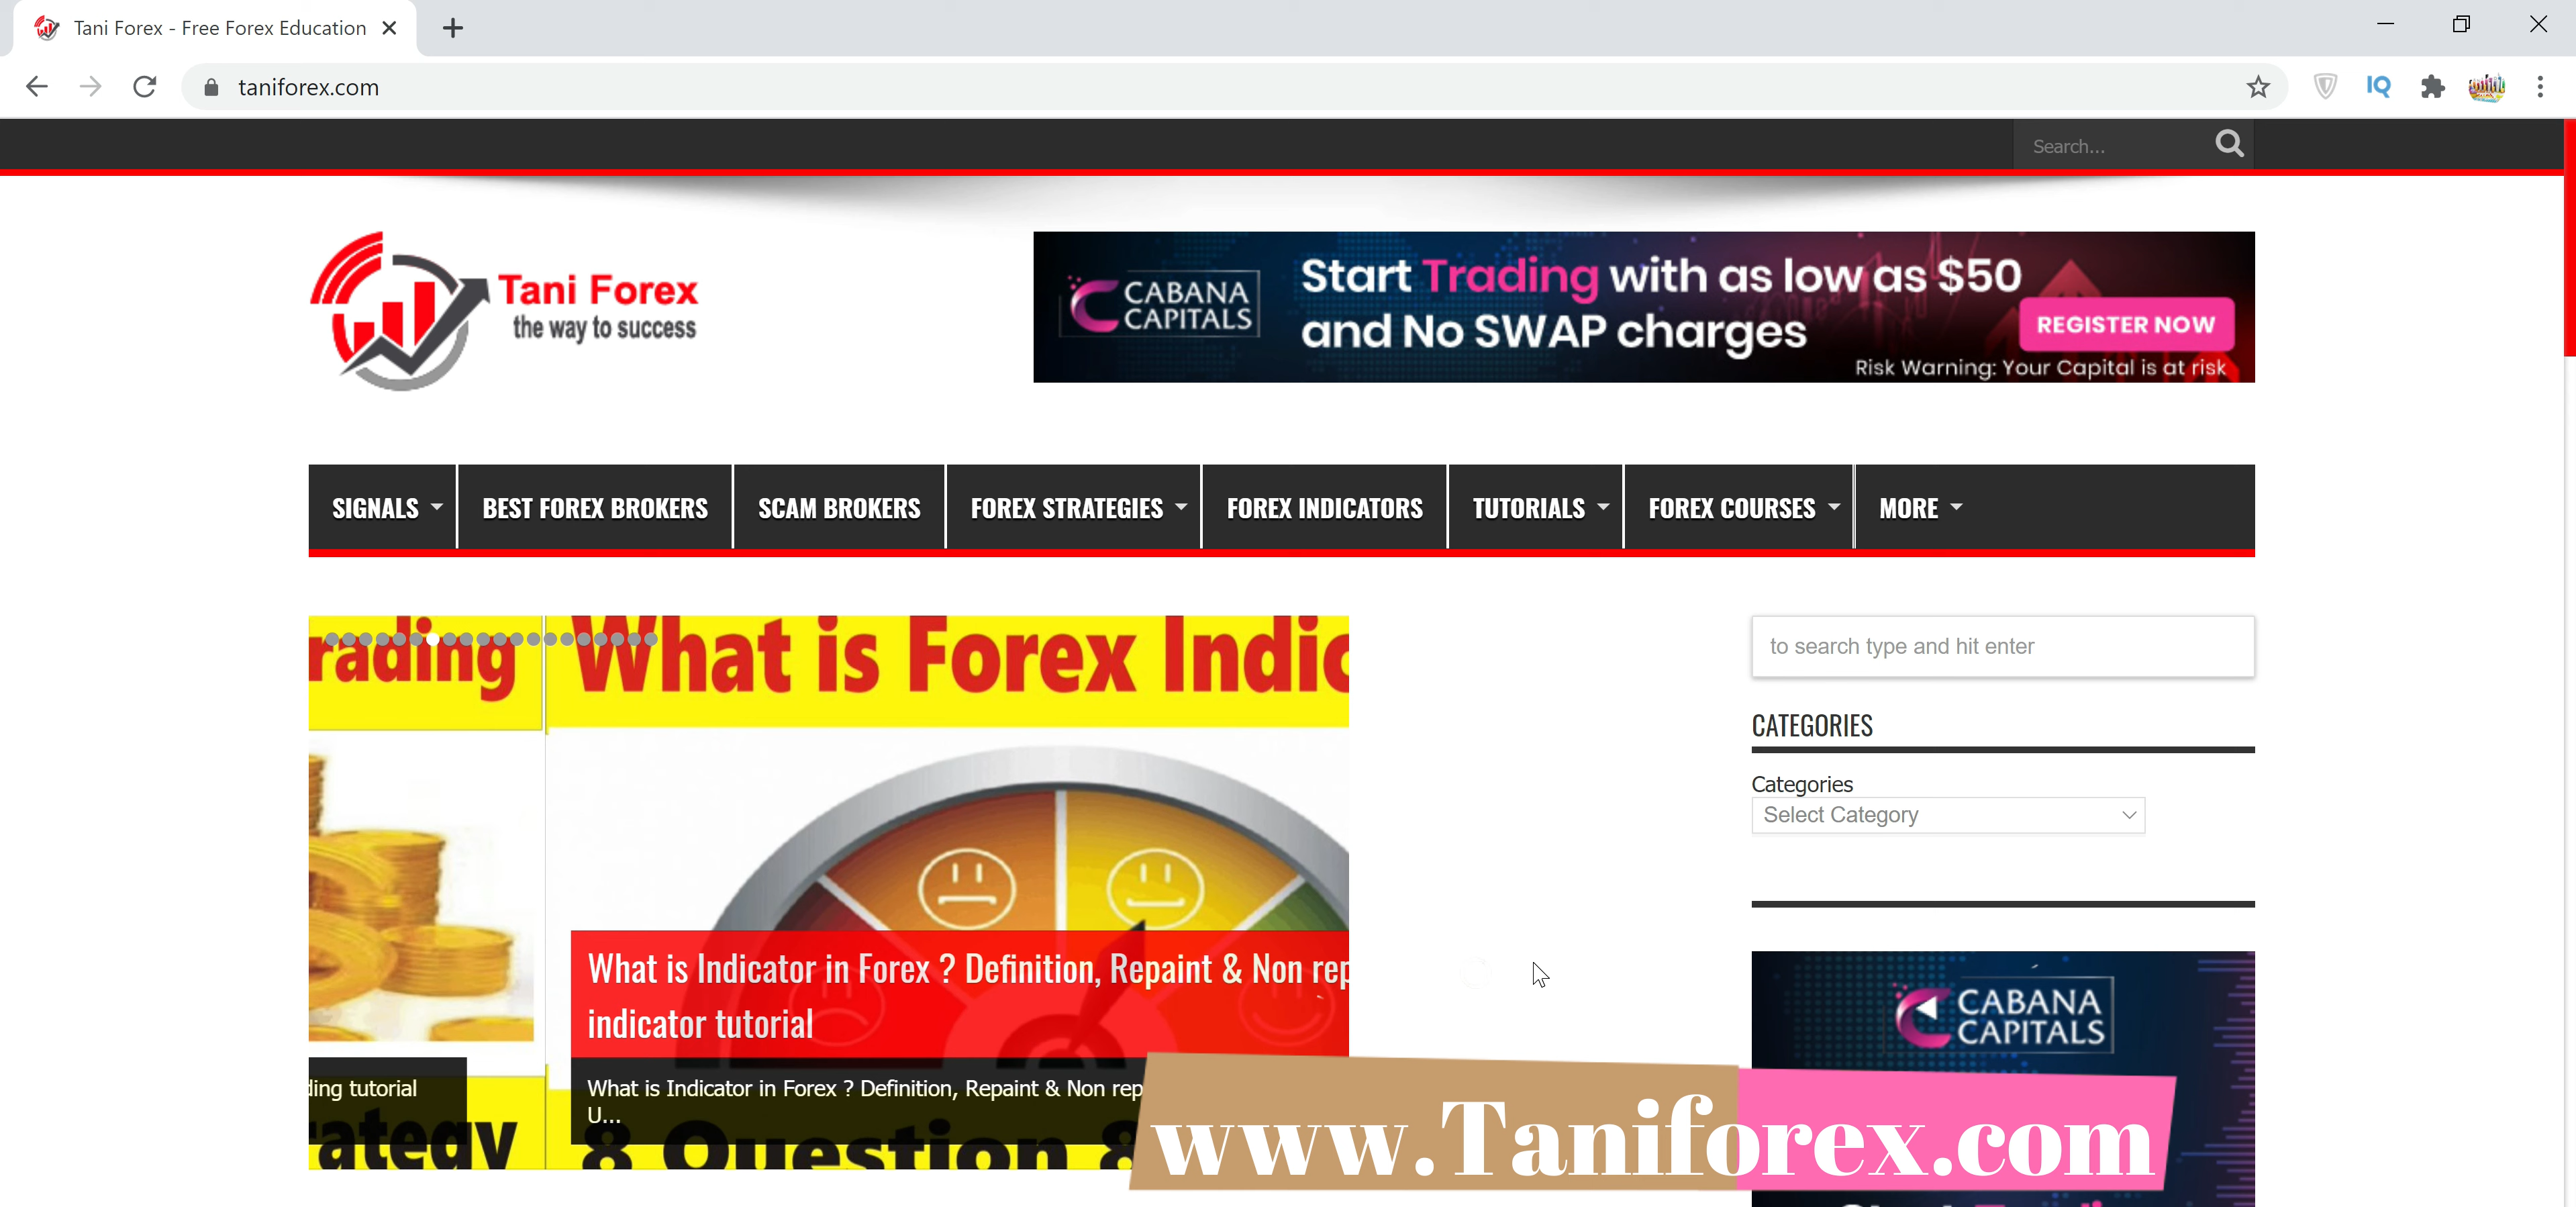 Tani Forex - Free Forex Education
taniforex.com
IQ
Search...
Tani Forex
the way to success
CABANA
CAPITALS
Start Trading with as low as $50
and No SWAP charges
REGISTER NOW
Risk Warning: Your Capital is at risk
SIGNALS
BEST FOREX BROKERS
SCAM BROKERS
FOREX STRATEGIES
FOREX INDICATORS
TUTORIALS
FOREX COURSES
MORE
rading
What is Forex Indic
to search type and hit enter
CATEGORIES
Categories
Select Category
What is Indicator in Forex ? Definition, Repaint & Non rep
indicator tutorial
ding tutorial
What is Indicator in Forex ? Definition, Repaint & Non rep
U...
rategy
8 Question &
CABANA
CAPITALS
www.Taniforex.com